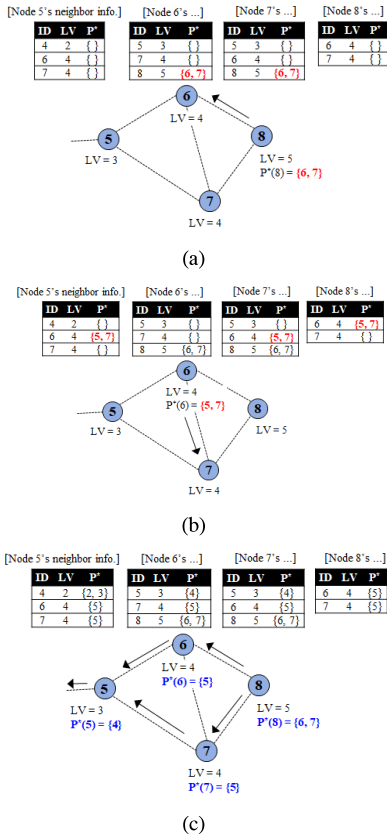 [Node 5's neighbor info.] [Node 6's ...] [Node 7's ...] [Node 8's ...]
ID LV P* ID LV P* ID LV P* ID LV P*
4 2 { } 5 3 { } 5 3 { } 6 4 { }
6 4 { } 7 4 { } 6 4 { } 7 4 { }
7 4 { } 8 5 {6, 7} 8 5 {6, 7}
6
LV = 4
5
8
LV = 3
LV = 5
P*(8) = {6, 7}
7
LV = 4
(a)
[Node 5's neighbor info.] [Node 6's ...] [Node 7's ...] [Node 8's ...]
ID LV P* ID LV P* ID LV P* ID LV P*
4 2 { } 5 3 { } 5 3 { } 6 4 {5, 7}
6 4 {5, 7} 7 4 { } 6 4 {5, 7} 7 4 { }
7 4 { } 8 5 {6, 7} 8 5 {6, 7}
6
LV = 4
P*(6) = {5, 7}
5
8
LV = 3
LV = 5
7
LV = 4
(b)
[Node 5's neighbor info.] [Node 6's ...] [Node 7's ...] [Node 8's ...]
ID LV P* ID LV P* ID LV P* ID LV P*
4 2 {2, 3} 5 3 {4} 5 3 {4} 6 4 {5}
6 4 {5} 7 4 {5} 6 4 {5} 7 4 {5}
7 4 {5} 8 5 {6, 7} 8 5 {6, 7}
6
LV = 4
P*(6) = {5}
5
8
LV = 3
P*(5) = {4}
LV = 5
P*(8) = {6, 7}
7
LV = 4
P*(7) = {5}
(c)